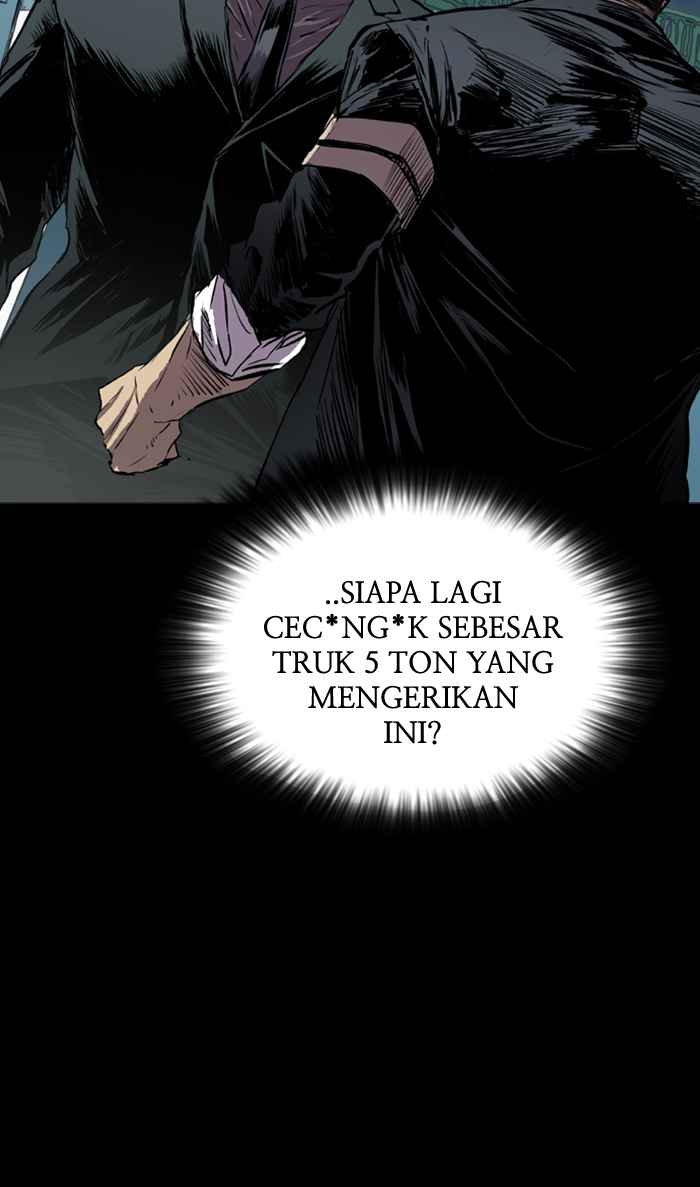 ..SIAPA LAGI
CEC*NG*K SEBESAR
TRUK 5 TON YANG
MENGERIKAN
INI?